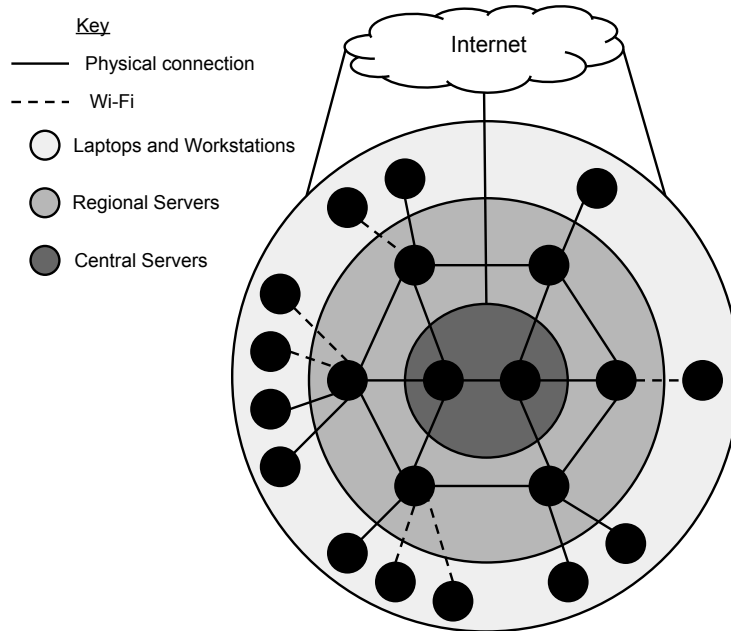 Key
Physical connection
Wi-Fi
Laptops and Workstations
Regional Servers
Central Servers
Internet